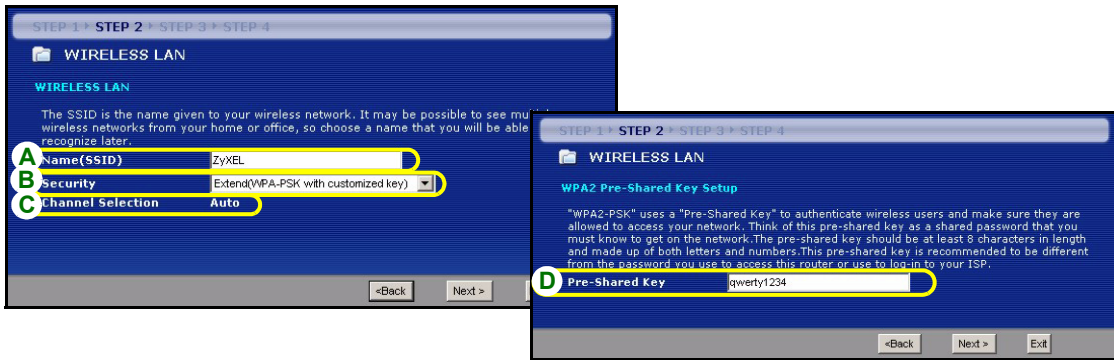 STEP 1 STEP 2 STEP 3 STEP 4
WIRELESS LAN
WIRELESS LAN
The SSID is the name given to your wireless network. It may be possible to see
wireless networks from your home or office, so choose a name that you will be able
recognize later.
A Name(SSID) ZyXEL
B Security Extend(WPA-PSK with customized key)
C Channel Selection Auto
<Back Next >
STEP 1 STEP 2 STEP 3 STEP 4
WIRELESS LAN
WPA2 Pre-Shared Key Setup
"WPA2-PSK" uses a "Pre-Shared Key" to authenticate wireless users and make sure they are
allowed to access your network. Think of this pre-shared key as a shared password that you
must know to get on the network.The pre-shared key should be at least 8 characters in length
and made up of both letters and numbers.This pre-shared key is recommended to be different
from the password you use to access this router or use to log-in to your ISP.
D Pre-Shared Key qwerty1234
<Back Next > Exit